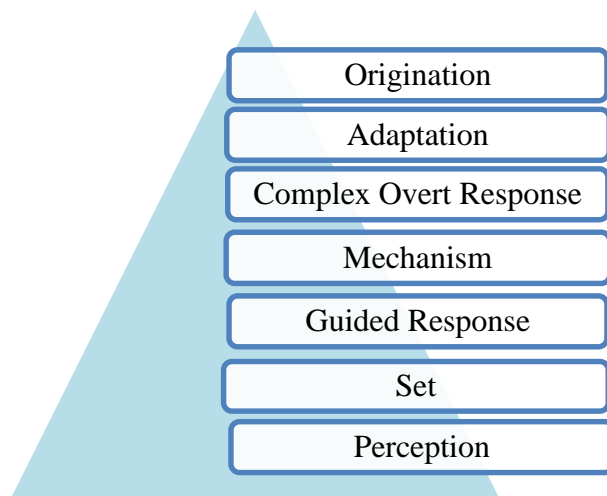 Origination
Adaptation
Complex Overt Response
Mechanism
Guided Response
Set
Perception